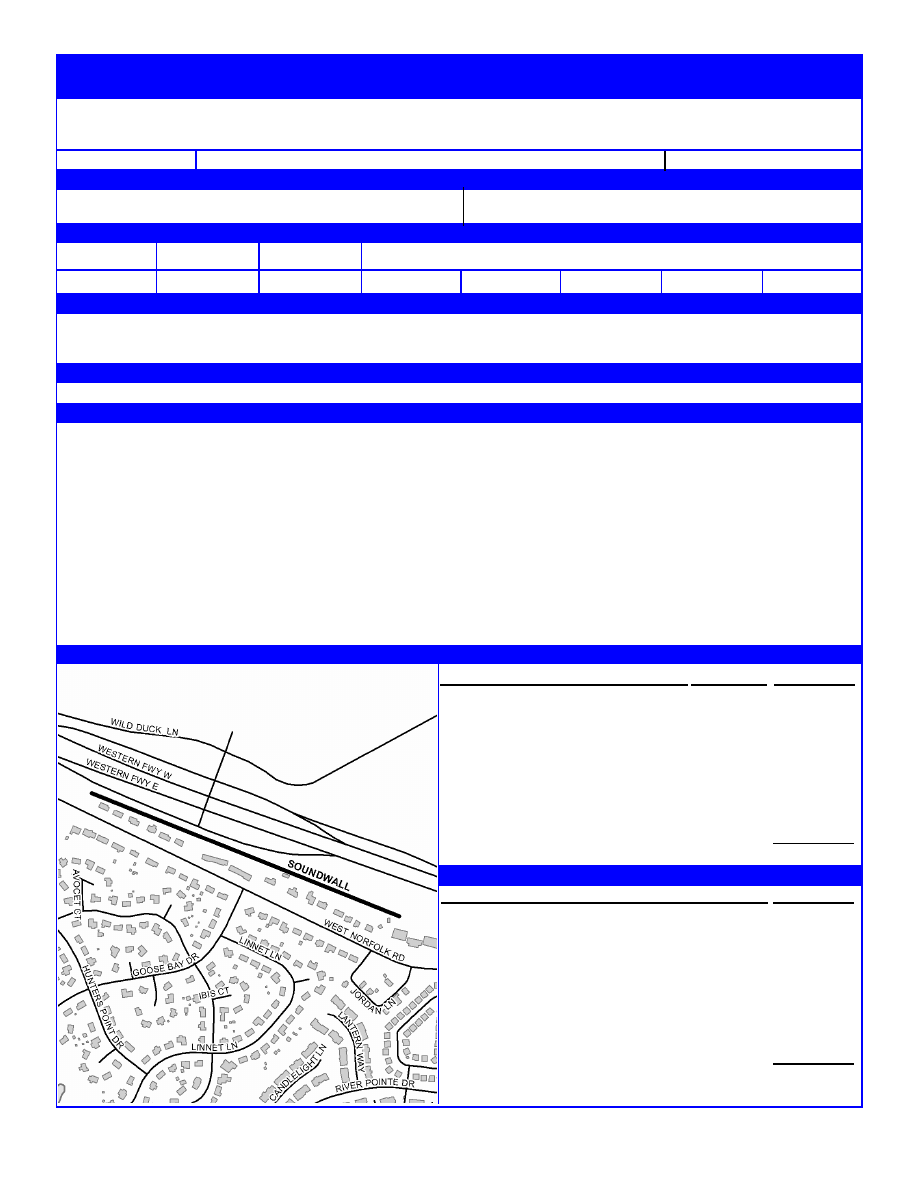 WILD DUCK LN
WESTERN FWY W
WESTERN FWY E
SOUNDWALL
AVOCET CT
WEST NORFOLK RD
LINNET LN
GOOSE BAY DR
HUNTERS POINT DR
IBIS CT
JORDAN LN
LANTERN WAY
LINNET LN
CANDLELIGHT LN
RIVER POINTE DR